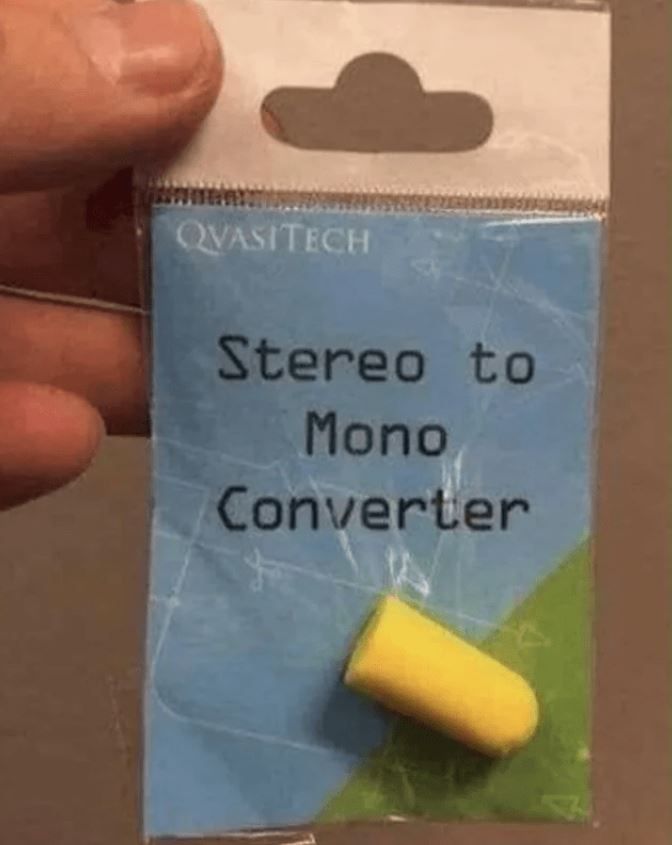 QVASITECH
Stereo to
Mono
Converter